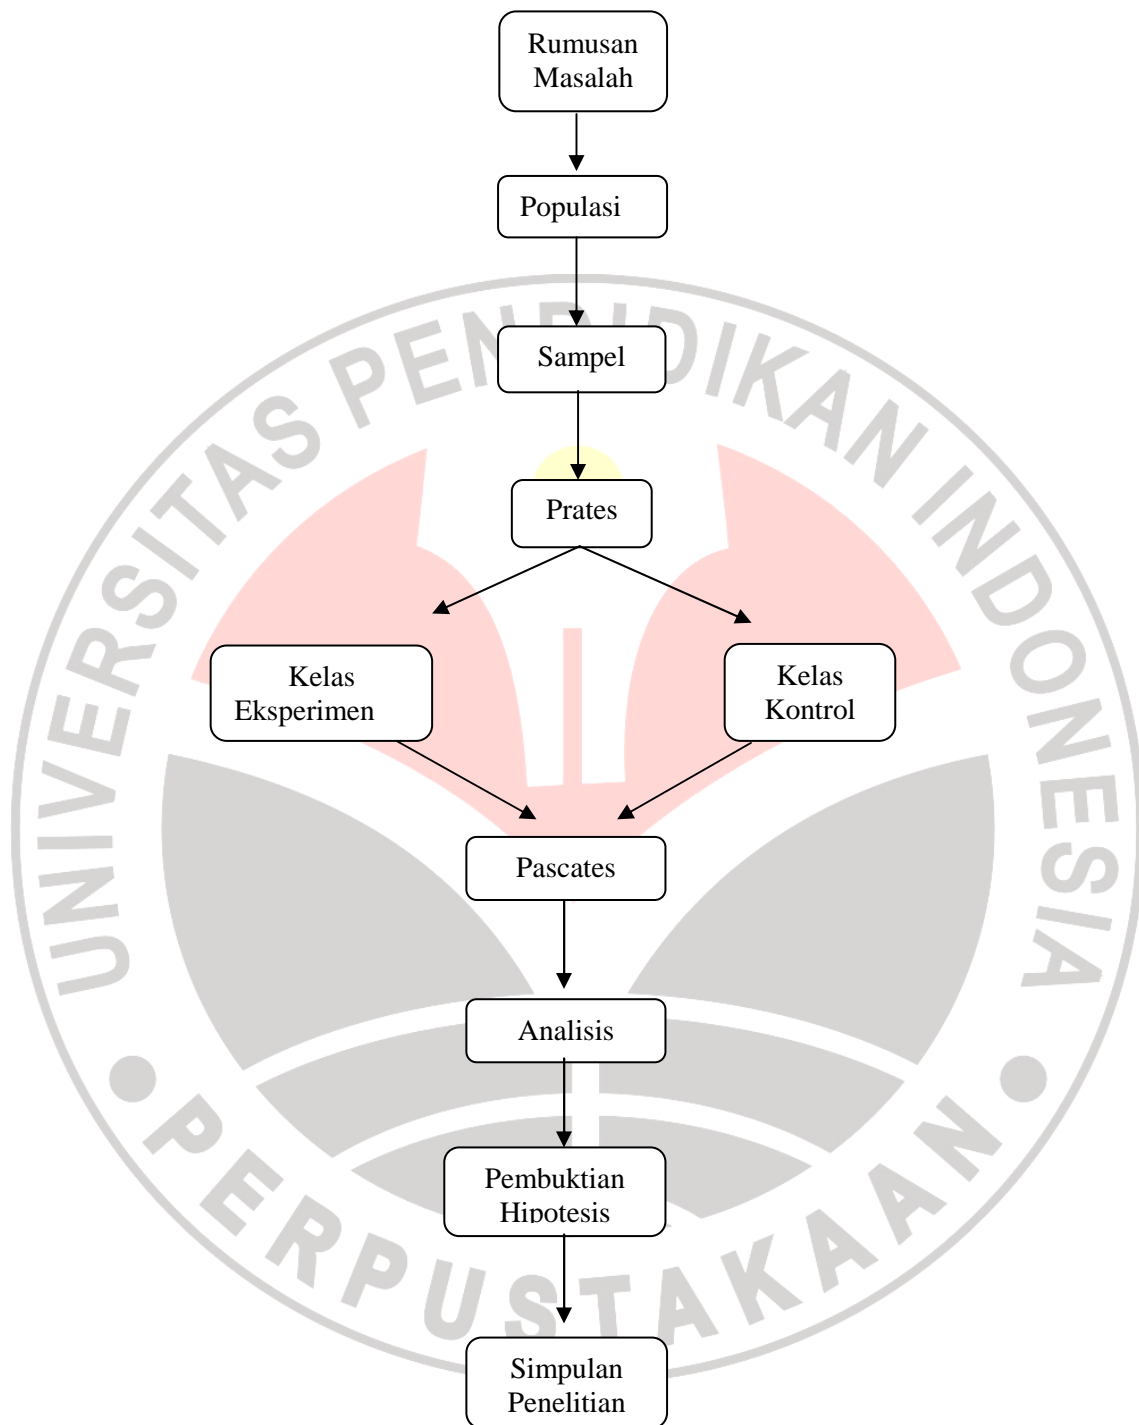 Rumusan
Masalah
Populasi
Sampel
Prates
Kelas
Eksperimen
Kelas
Kontrol
Pascates
Analisis
Pembuktian
Hipotesis
Simpulan
Penelitian
UNIVERSITAS PENDIDIKAN INDONESIA
PERPUSTAKAAN